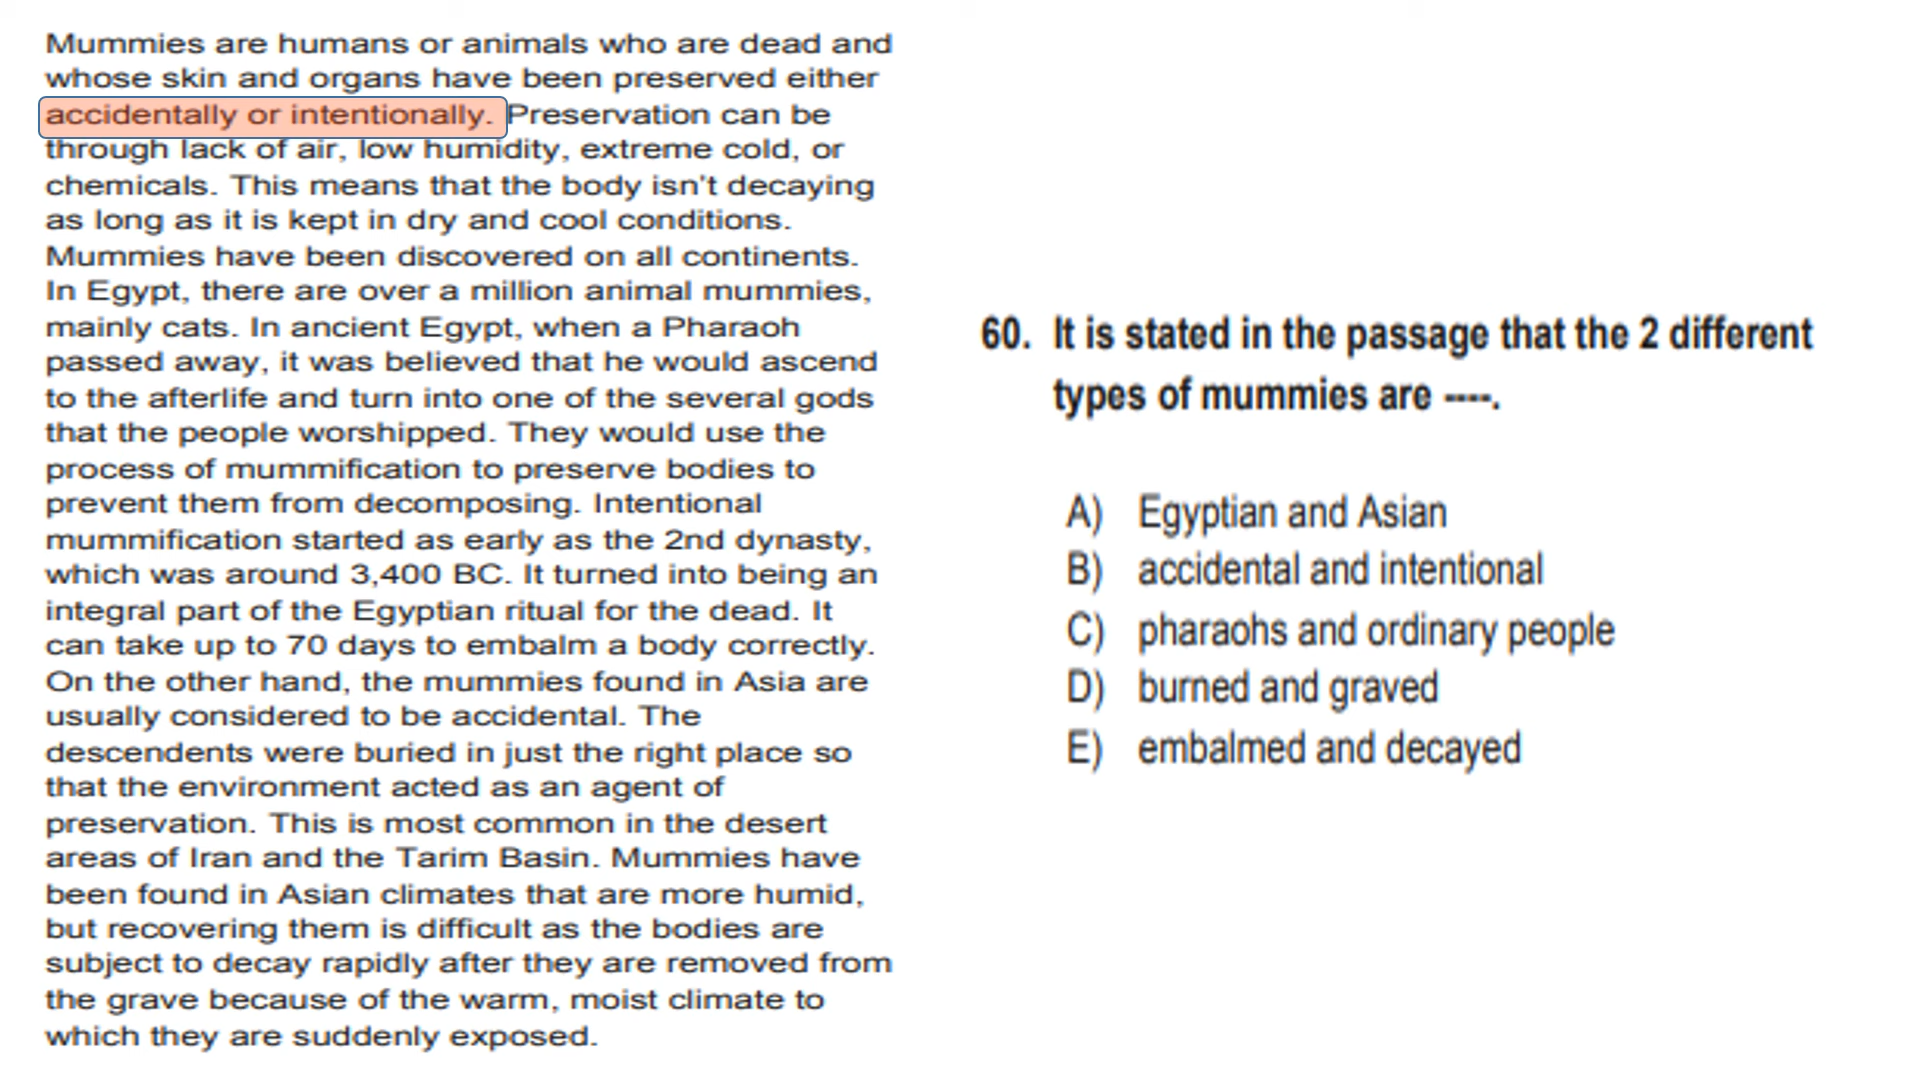 Mummies are humans or animals who are dead and
whose skin and organs have been preserved either
accidentally or intentionally. Preservation can be
through lack of air, low humidity, extreme cold, or
chemicals. This means that the body isn't decaying
as long as it is kept in dry and cool conditions.
Mummies have been discovered on all continents.
In Egypt, there are over a million animal mummies,
mainly cats. In ancient Egypt, when a Pharaoh
passed away, it was believed that he would ascend
to the afterlife and turn into one of the several gods
that the people worshipped. They would use the
process of mummification to preserve bodies to
prevent them from decomposing. Intentional
mummification started as early as the 2nd dynasty,
which was around 3,400 BC. It turned into being an
integral part of the Egyptian ritual for the dead. It
can take up to 70 days to embalm a body correctly.
On the other hand, the mummies found in Asia are
usually considered to be accidental. The
descendents were buried in just the right place so
that the environment acted as an agent of
preservation. This is most common in the desert
areas of Iran and the Tarim Basin. Mummies have
been found in Asian climates that are more humid,
but recovering them is difficult as the bodies are
subject to decay rapidly after they are removed from
the grave because of the warm, moist climate to
which they are suddenly exposed.
60. It is stated in the passage that the 2 different
types of mummies are ----.
A) Egyptian and Asian
B) accidental and intentional
C) pharaohs and ordinary people
D) burned and graved
E) embalmed and decayed